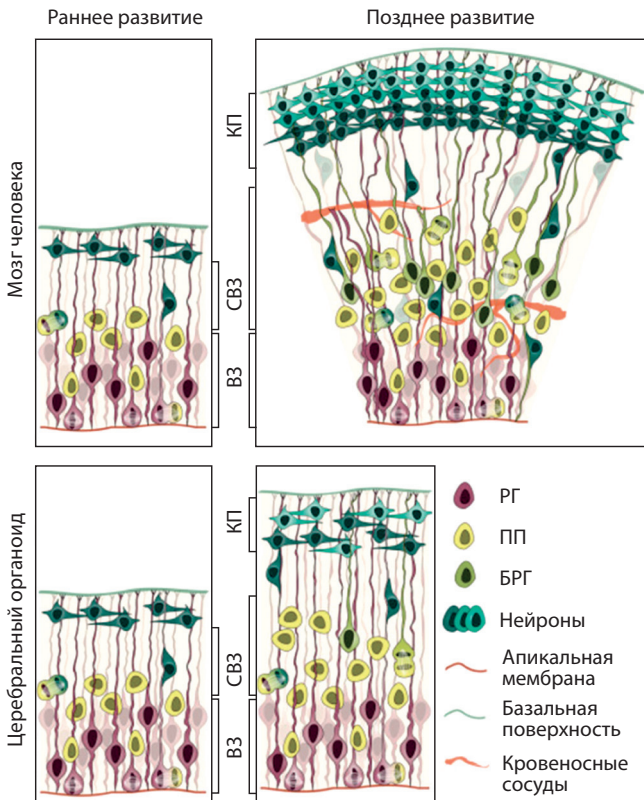 Раннее развитие
Позднее развитие
Мозг человека
КП
СВЗ
ВЗ
Церебральный органоид
КП
СВЗ
ВЗ
РГ
ПП
БРГ
Нейроны
Апикальная
мембрана
Базальная
поверхность
Кровеносные
сосуды